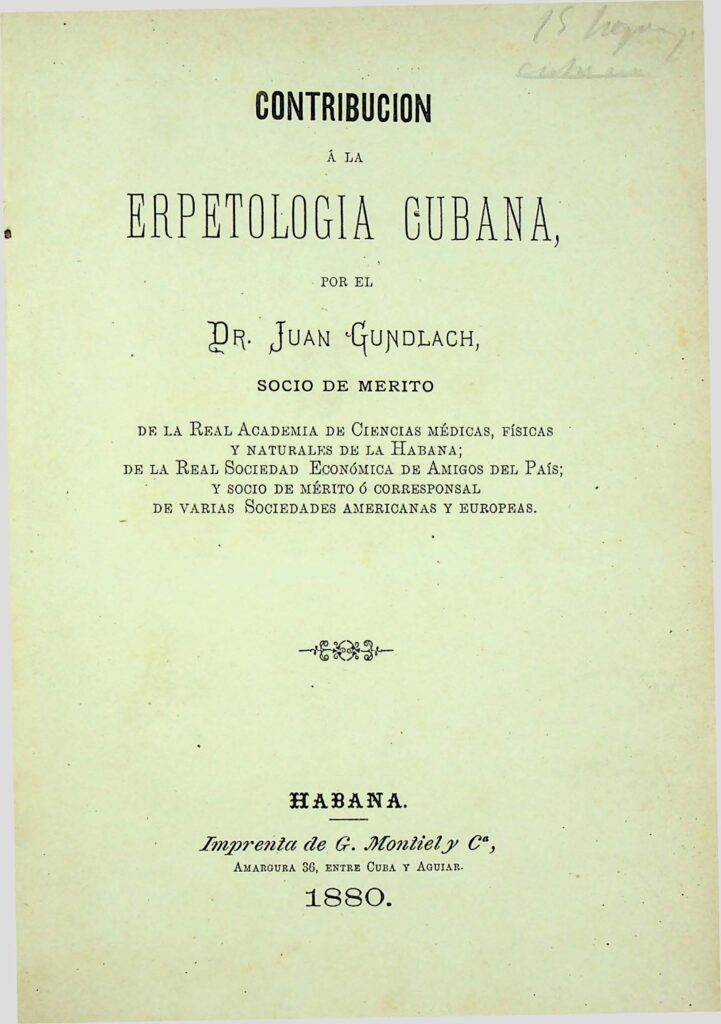 15
CONTRIBUCION
Á LA
ERPETOLOGIA CUBANA,
POR EL
DR. JUAN GUNDLACH,
SOCIO DE MERITO
DE LA REAL ACADEMIA DE CIENCIAS MÉDICAS, FÍSICAS
Y NATURALES DE LA HABANA;
DE LA REAL SOCIEDAD ECONÓMICA DE AMIGOS DEL PAÍS;
Y SOCIO DE MÉRITO Ó CORRESPONSAL
DE VARIAS SOCIEDADES AMERICANAS Y EUROPEAS.
HABANA.
Imprenta de G. Montiel y Cª,
AMARGURA 36, ENTRE CUBA Y AGUIAR.
1880.